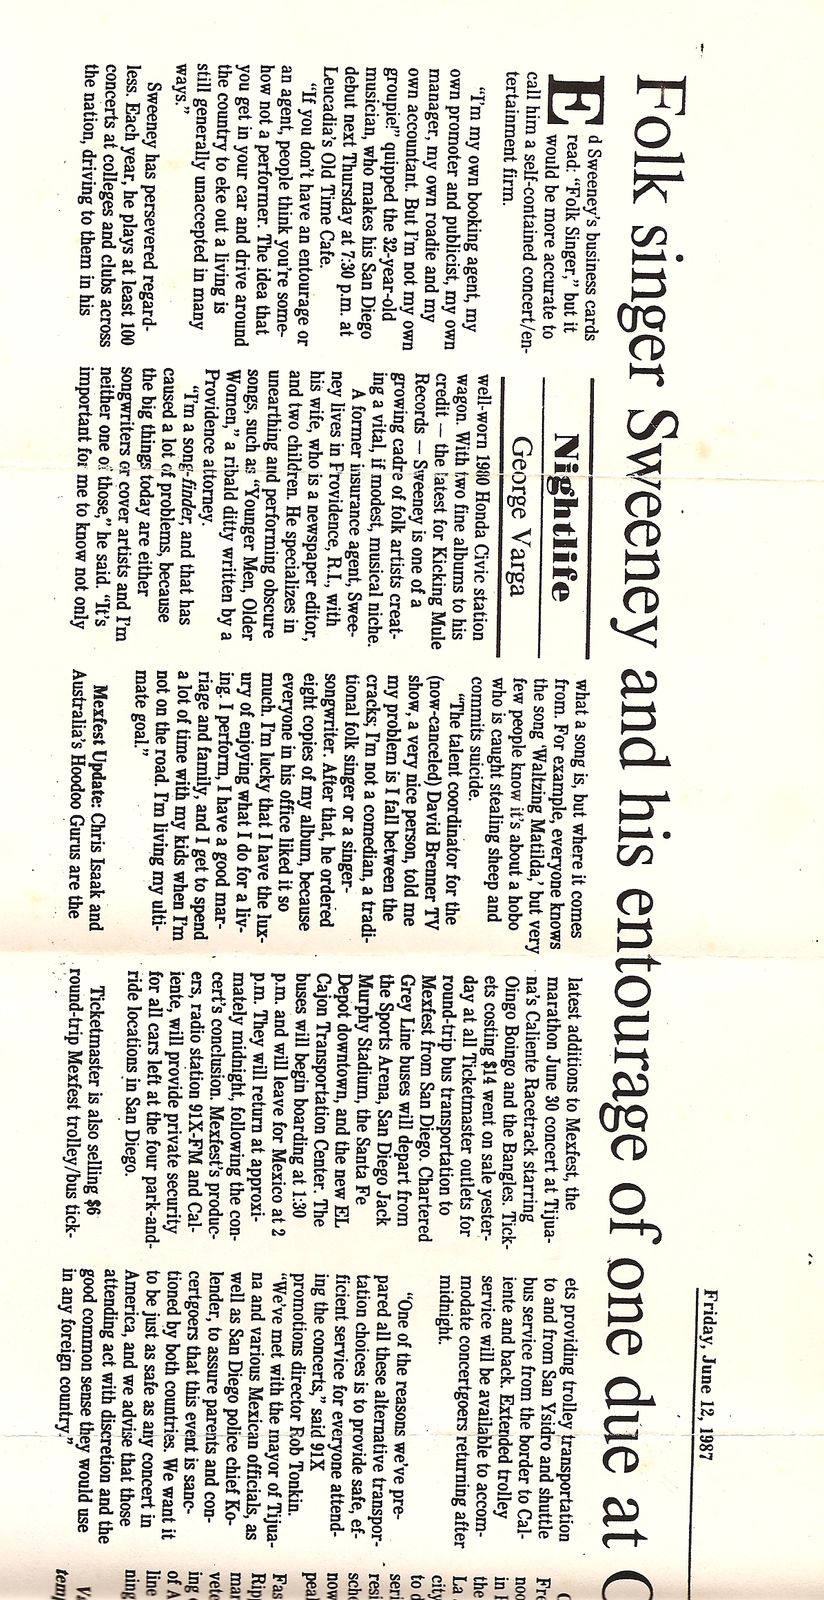 Friday, June 12, 1987
Folk singer Sweeney and his entourage of one due at C
Ed Sweeney's business cards
read: "Folk Singer," but it
would be more accurate to
call him a self-contained concert/en-
tertainment firm.
"I'm my own booking agent, my
own promoter and publicist, my own
manager, my own roadie and my
own accountant. But I'm not my own
groupie!" quipped the 32-year-old
musician, who makes his San Diego
debut next Thursday at 7:30 p.m. at
Leucadia's Old Time Cafe.
"If you don't have an entourage or
an agent, people think you're some-
how not a performer. The idea that
you get in your car and drive around
the country to eke out a living is
still generally unaccepted in many
ways."
Sweeney has persevered regard-
less. Each year, he plays at least 100
concerts at colleges and clubs across
the nation, driving to them in his
Nightlife
George Varga
well-worn 1980 Honda Civic station
wagon. With two fine albums to his
credit — the latest for Kicking Mule
Records — Sweeney is one of a
growing cadre of folk artists creat-
ing a vital, if modest, musical niche.
A former insurance agent, Swee-
ney lives in Providence, R.I., with
his wife, who is a newspaper editor,
and two children. He specializes in
unearthing and performing obscure
songs, such as "Younger Men, Older
Women," a ribald ditty written by a
Providence attorney.
"I'm a song-finder, and that has
caused a lot of problems, because
the big things today are either
songwriters or cover artists and I'm
neither one of those," he said. "It's
important for me to know not only
what a song is, but where it comes
from. For example, everyone knows
the song 'Waltzing Matilda,' but very
few people know it's about a hobo
who is caught stealing sheep and
commits suicide.
"The talent coordinator for the
(now-canceled) David Brenner TV
show, a very nice person, told me
my problem is I fall between the
cracks; I'm not a comedian, a tradi-
tional folk singer or a singer-
songwriter. After that, he ordered
eight copies of my album, because
everyone in his office liked it so
much. I'm lucky that I have the lux-
ury of enjoying what I do for a liv-
ing. I perform, I have a good mar-
riage and family, and I get to spend
a lot of time with my kids when I'm
not on the road. I'm living my ulti-
mate goal."
Mexfest Update: Chris Isaak and
Australia's Hoodoo Gurus are the
latest additions to Mexfest, the
marathon June 30 concert at Tijua-
na's Caliente Racetrack starring
Oingo Boingo and the Bangles. Tick-
ets costing $14 went on sale yester-
day at all Ticketmaster outlets for
round-trip bus transportation to
Mexfest from San Diego. Chartered
Grey Line buses will depart from
the Sports Arena, San Diego Jack
Murphy Stadium, the Santa Fe
Depot downtown, and the new EL
Cajon Transportation Center. The
buses will begin boarding at 1:30
p.m. and will leave for Mexico at 2
p.m. They will return at approxi-
mately midnight, following the con-
cert's conclusion. Mexfest's produc-
ers, radio station 91X-FM and Cal-
iente, will provide private security
for all cars left at the four park-and-
ride locations in San Diego.
Ticketmaster is also selling $6
round-trip Mexfest trolley/bus tick-
ets providing trolley transportation
to and from San Ysidro and shuttle
bus service from the border to Cal-
iente and back. Extended trolley
service will be available to accom-
modate concertgoers returning after
midnight.
"One of the reasons we've pre-
pared all these alternative transpor-
tation choices is to provide safe, ef-
ficient service for everyone attend-
ing the concerts," said 91X
promotions director Rob Tonkin.
"We've met with the mayor of Tijua-
na and various Mexican officials, as
well as San Diego police chief Ko-
lender, to assure parents and con-
certgoers that this event is sanc-
tioned by both countries. We want it
to be just as safe as any concert in
America, and we advise that those
attending act with discretion and the
good common sense they would use
in any foreign country."
C
Fre
noo
in
the
La
city
to d
seri
resi
sche
now
peal
Fas
Rip
mar
vete
ing
of A
line
ning
Va
temp